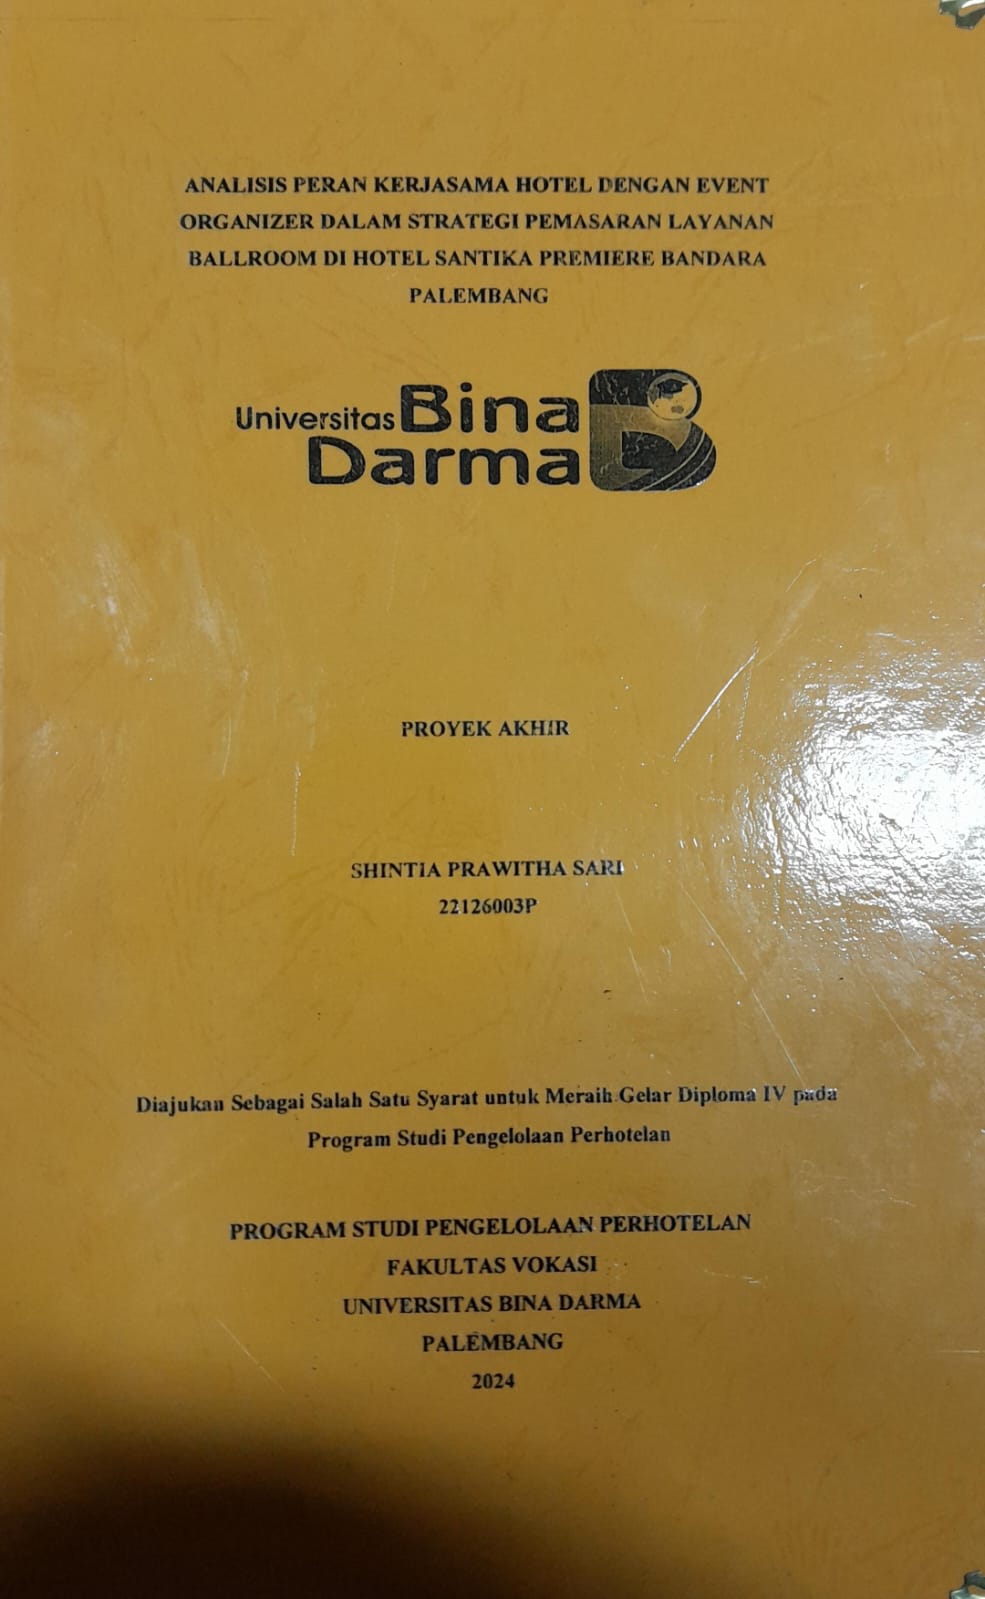 ANALISIS PERAN KERJASAMA HOTEL DENGAN EVENT
ORGANIZER DALAM STRATEGI PEMASARAN LAYANAN
BALLROOM DI HOTEL SANTIKA PREMIERE BANDARA
PALEMBANG
Universitas Bina
Darma
PROYEK AKHIR
SHINTIA PRAWITHA SARI
22126003P
Diajukan Sebagai Salah Satu Syarat untuk Meraih Gelar Diploma IV pada
Program Studi Pengelolaan Perhotelan
PROGRAM STUDI PENGELOLAAN PERHOTELAN
FAKULTAS VOKASI
UNIVERSITAS BINA DARMA
PALEMBANG
2024